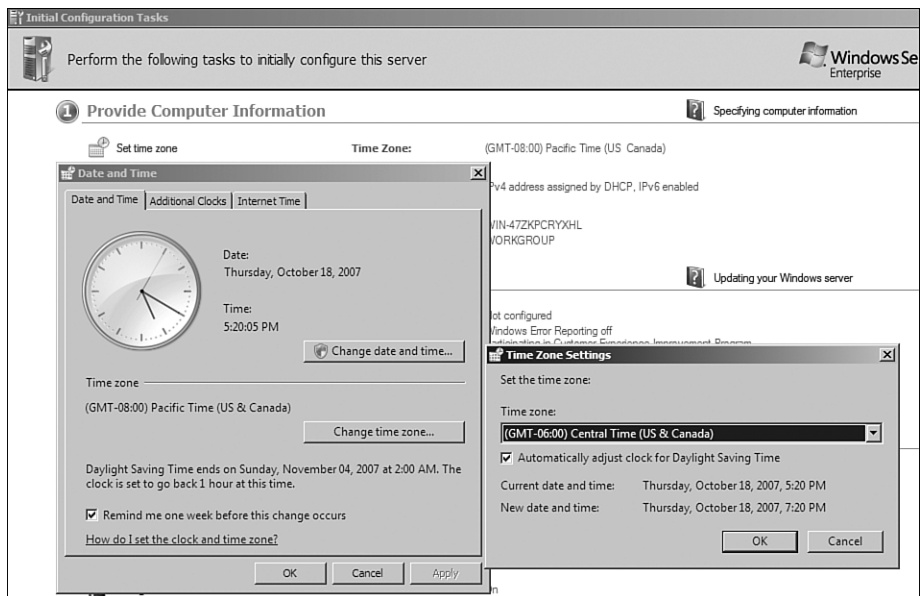 Initial Configuration Tasks
Perform the following tasks to initially configure this server
Windows Se
Enterprise
1 Provide Computer Information
Specifying computer information
Set time zone
Time Zone:
(GMT-08:00) Pacific Time (US Canada)
Pv4 address assigned by DHCP, IPv6 enabled
WIN-47ZKPCRYXHL
WORKGROUP
Updating your Windows server
Not configured
Windows Error Reporting off
Participating in Customer Experience Improvement Program
Date and Time
Date and Time
Additional Clocks
Internet Time
Date:
Thursday, October 18, 2007
Time:
5:20:05 PM
Change date and time...
Time zone
(GMT-08:00) Pacific Time (US & Canada)
Change time zone...
Daylight Saving Time ends on Sunday, November 04, 2007 at 2:00 AM. The
clock is set to go back 1 hour at this time.
Remind me one week before this change occurs
How do I set the clock and time zone?
OK
Cancel
Apply
Time Zone Settings
Set the time zone:
Time zone:
(GMT-06:00) Central Time (US & Canada)
Automatically adjust clock for Daylight Saving Time
Current date and time: Thursday, October 18, 2007, 5:20 PM
New date and time: Thursday, October 18, 2007, 7:20 PM
OK
Cancel